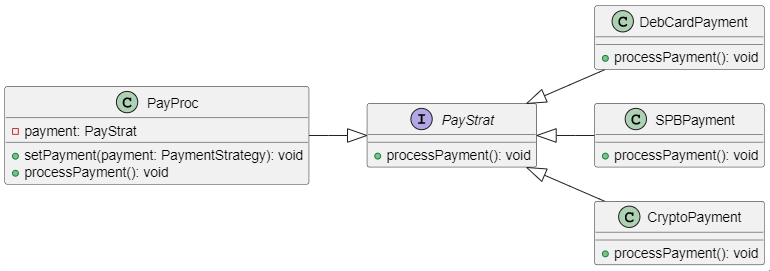 C PayProc
payment: PayStrat
setPayment(payment: PaymentStrategy): void
processPayment(): void
I PayStrat
processPayment(): void
C DebCardPayment
processPayment(): void
C SPBPayment
processPayment(): void
C CryptoPayment
processPayment(): void